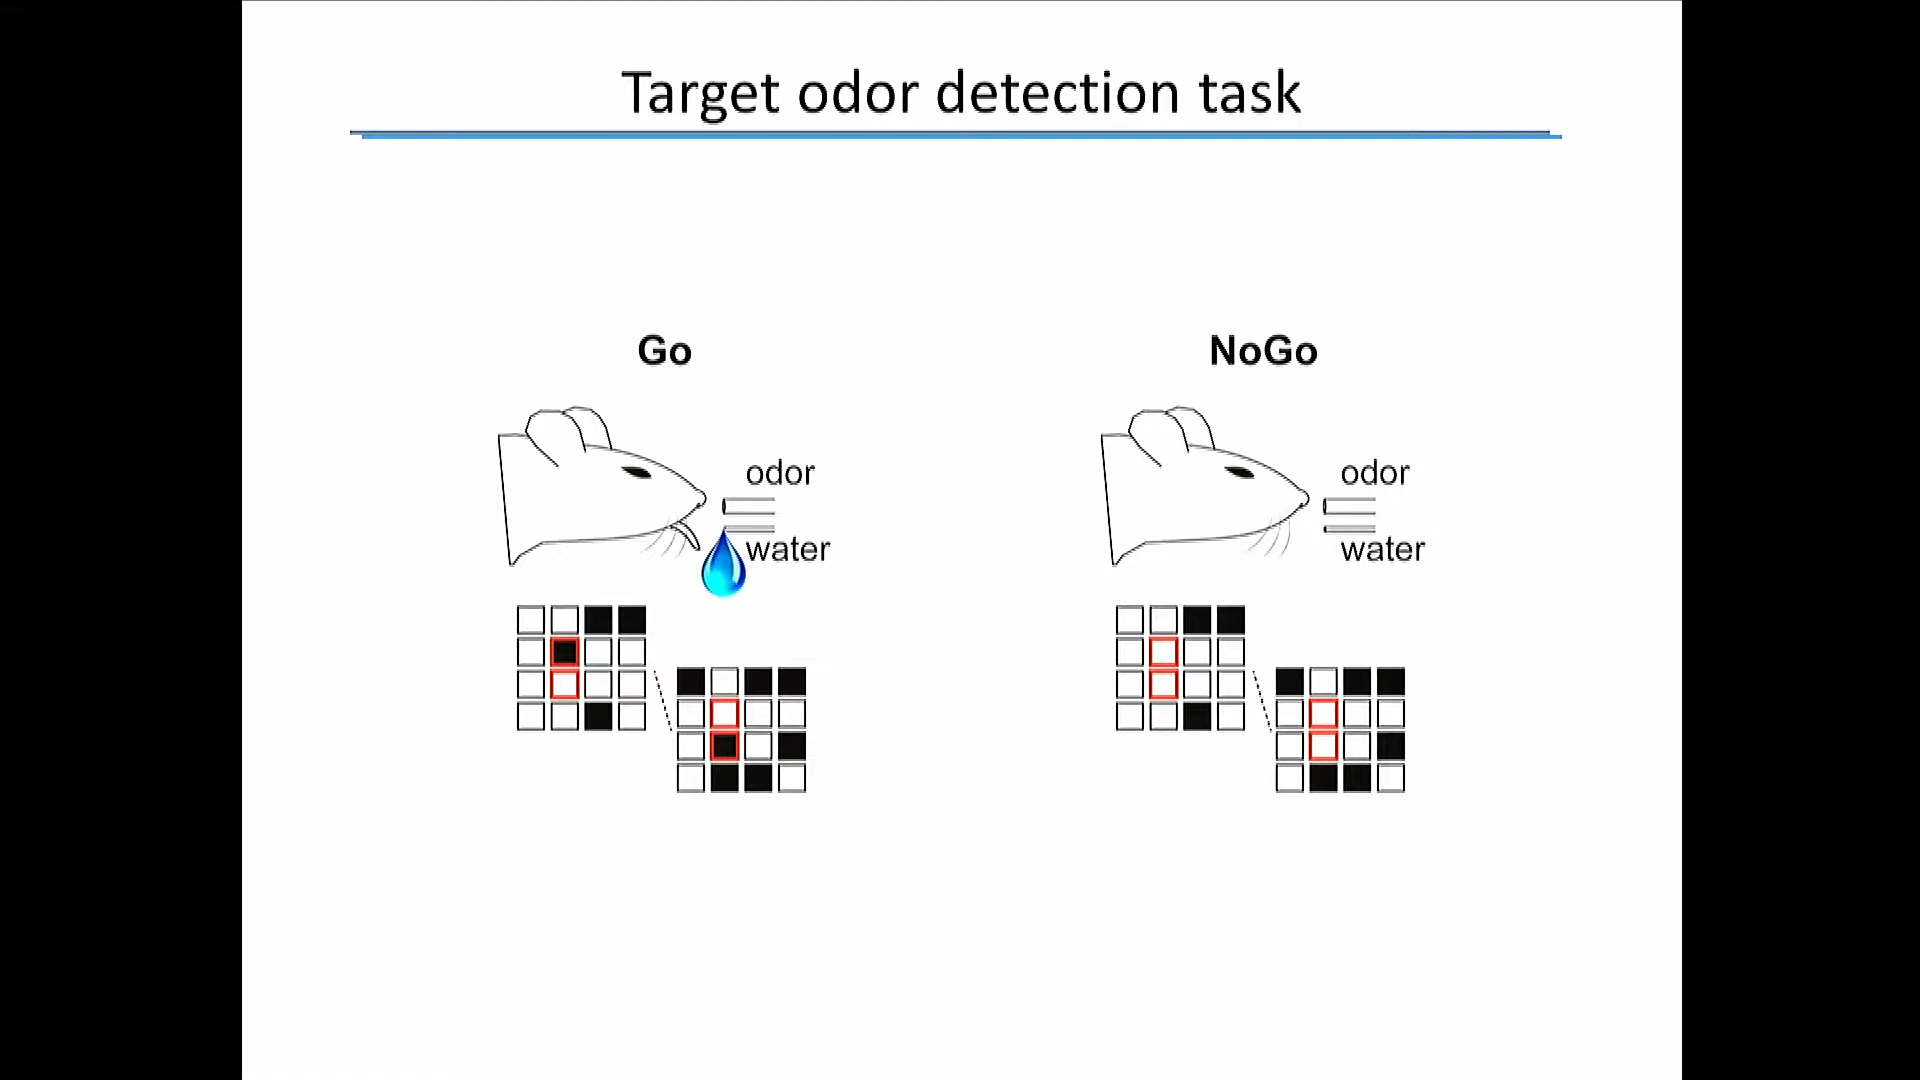 Target odor detection task
Go
NoGo
odor
water
odor
water